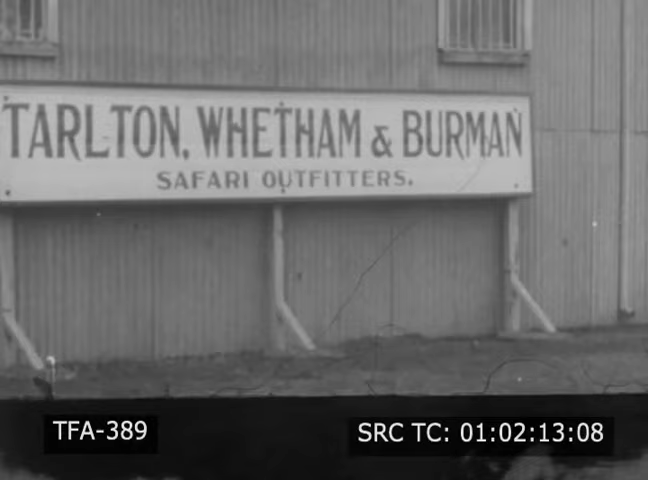 TARLTON, WHETHAM & BURMAN
SAFARI OUTFITTERS.
TFA-389
SRC TC: 01:02:13:08